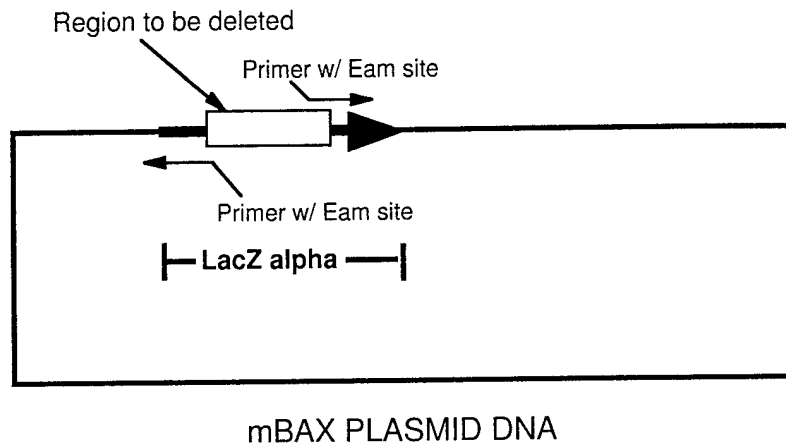 Region to be deleted
Primer w/ Eam site
Primer w/ Eam site
LacZ alpha
mBAX PLASMID DNA